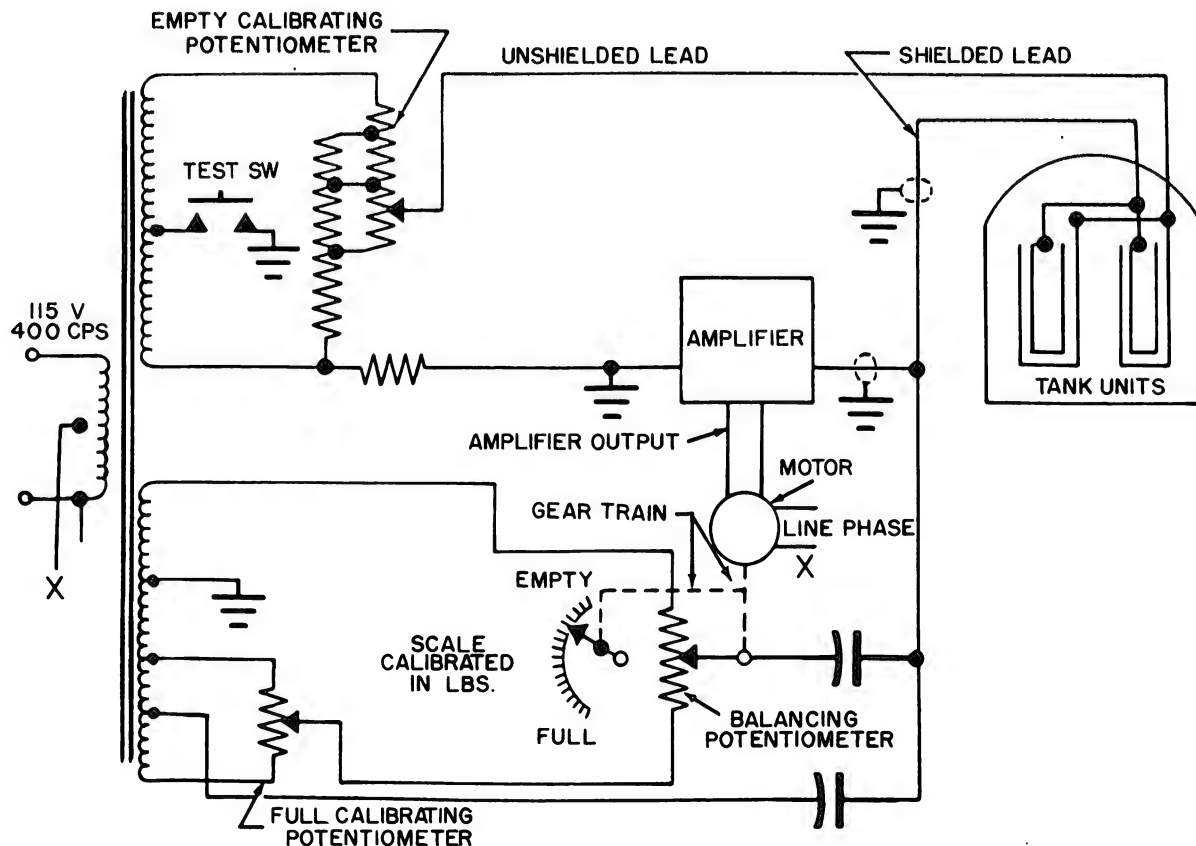 EMPTY CALIBRATING
POTENTIOMETER
UNSHIELDED LEAD
SHIELDED LEAD
TEST SW
115 V
400 CPS
AMPLIFIER
TANK UNITS
AMPLIFIER OUTPUT
MOTOR
GEAR TRAIN
LINE PHASE
X
X
EMPTY
SCALE
CALIBRATED
IN LBS.
FULL
BALANCING
POTENTIOMETER
FULL CALIBRATING
POTENTIOMETER